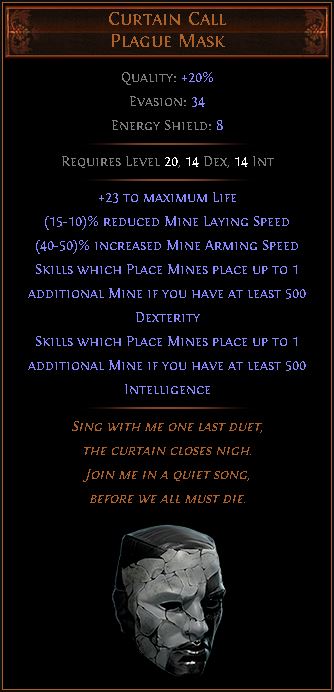 Curtain Call
Plague Mask
Quality: +20%
Evasion: 34
Energy Shield: 8
Requires Level 20, 14 Dex, 14 Int
+23 to maximum Life
(15-10)% reduced Mine Laying Speed
(40-50)% increased Mine Arming Speed
Skills which Place Mines place up to 1
additional Mine if you have at least 500
Dexterity
Skills which Place Mines place up to 1
additional Mine if you have at least 500
Intelligence
Sing with me one last duet,
the curtain closes nigh.
Join me in a quiet song,
before we all must die.